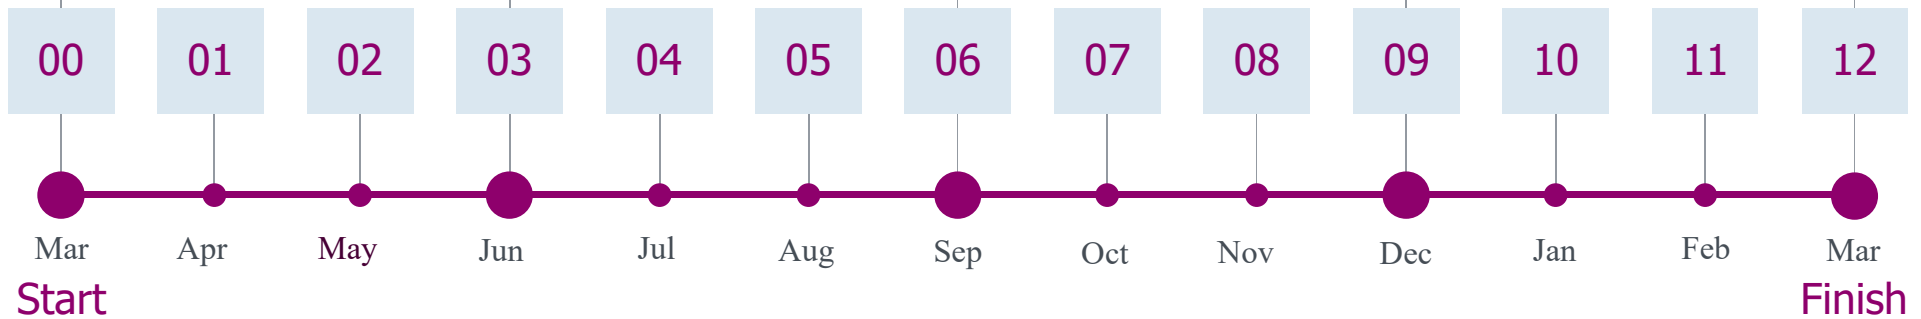 00 01 02 03 04 05 06 07 08 09 10 11 12
Mar Apr May Jun Jul Aug Sep Oct Nov Dec Jan Feb Mar
Start Finish